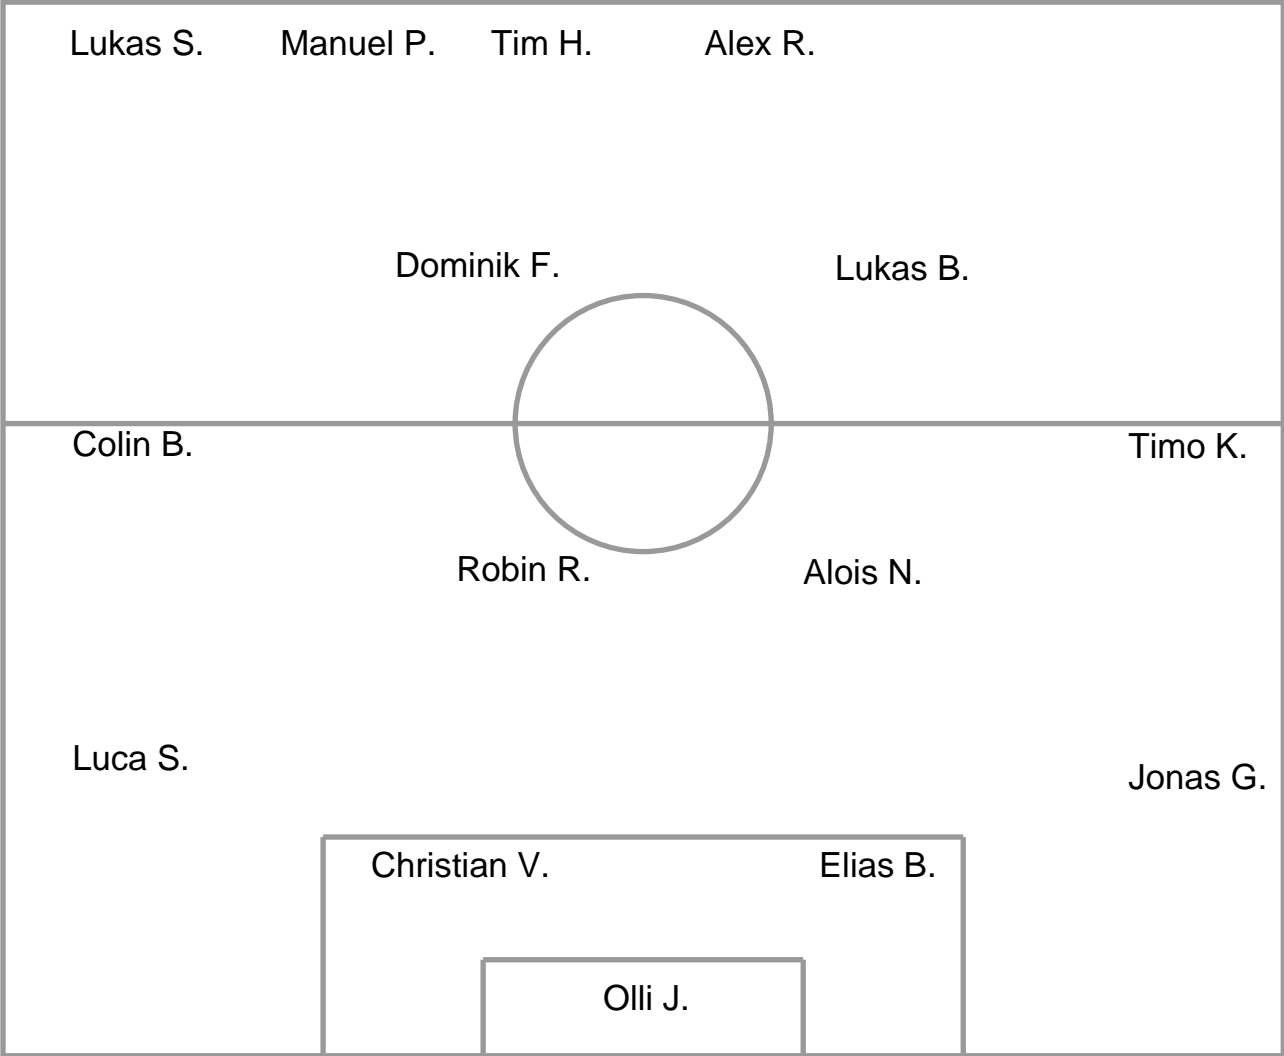 Lukas S. Manuel P. Tim H. Alex R.
Dominik F. Lukas B.
Colin B. Timo K.
Robin R. Alois N.
Luca S. Jonas G.
Christian V. Elias B.
Olli J.